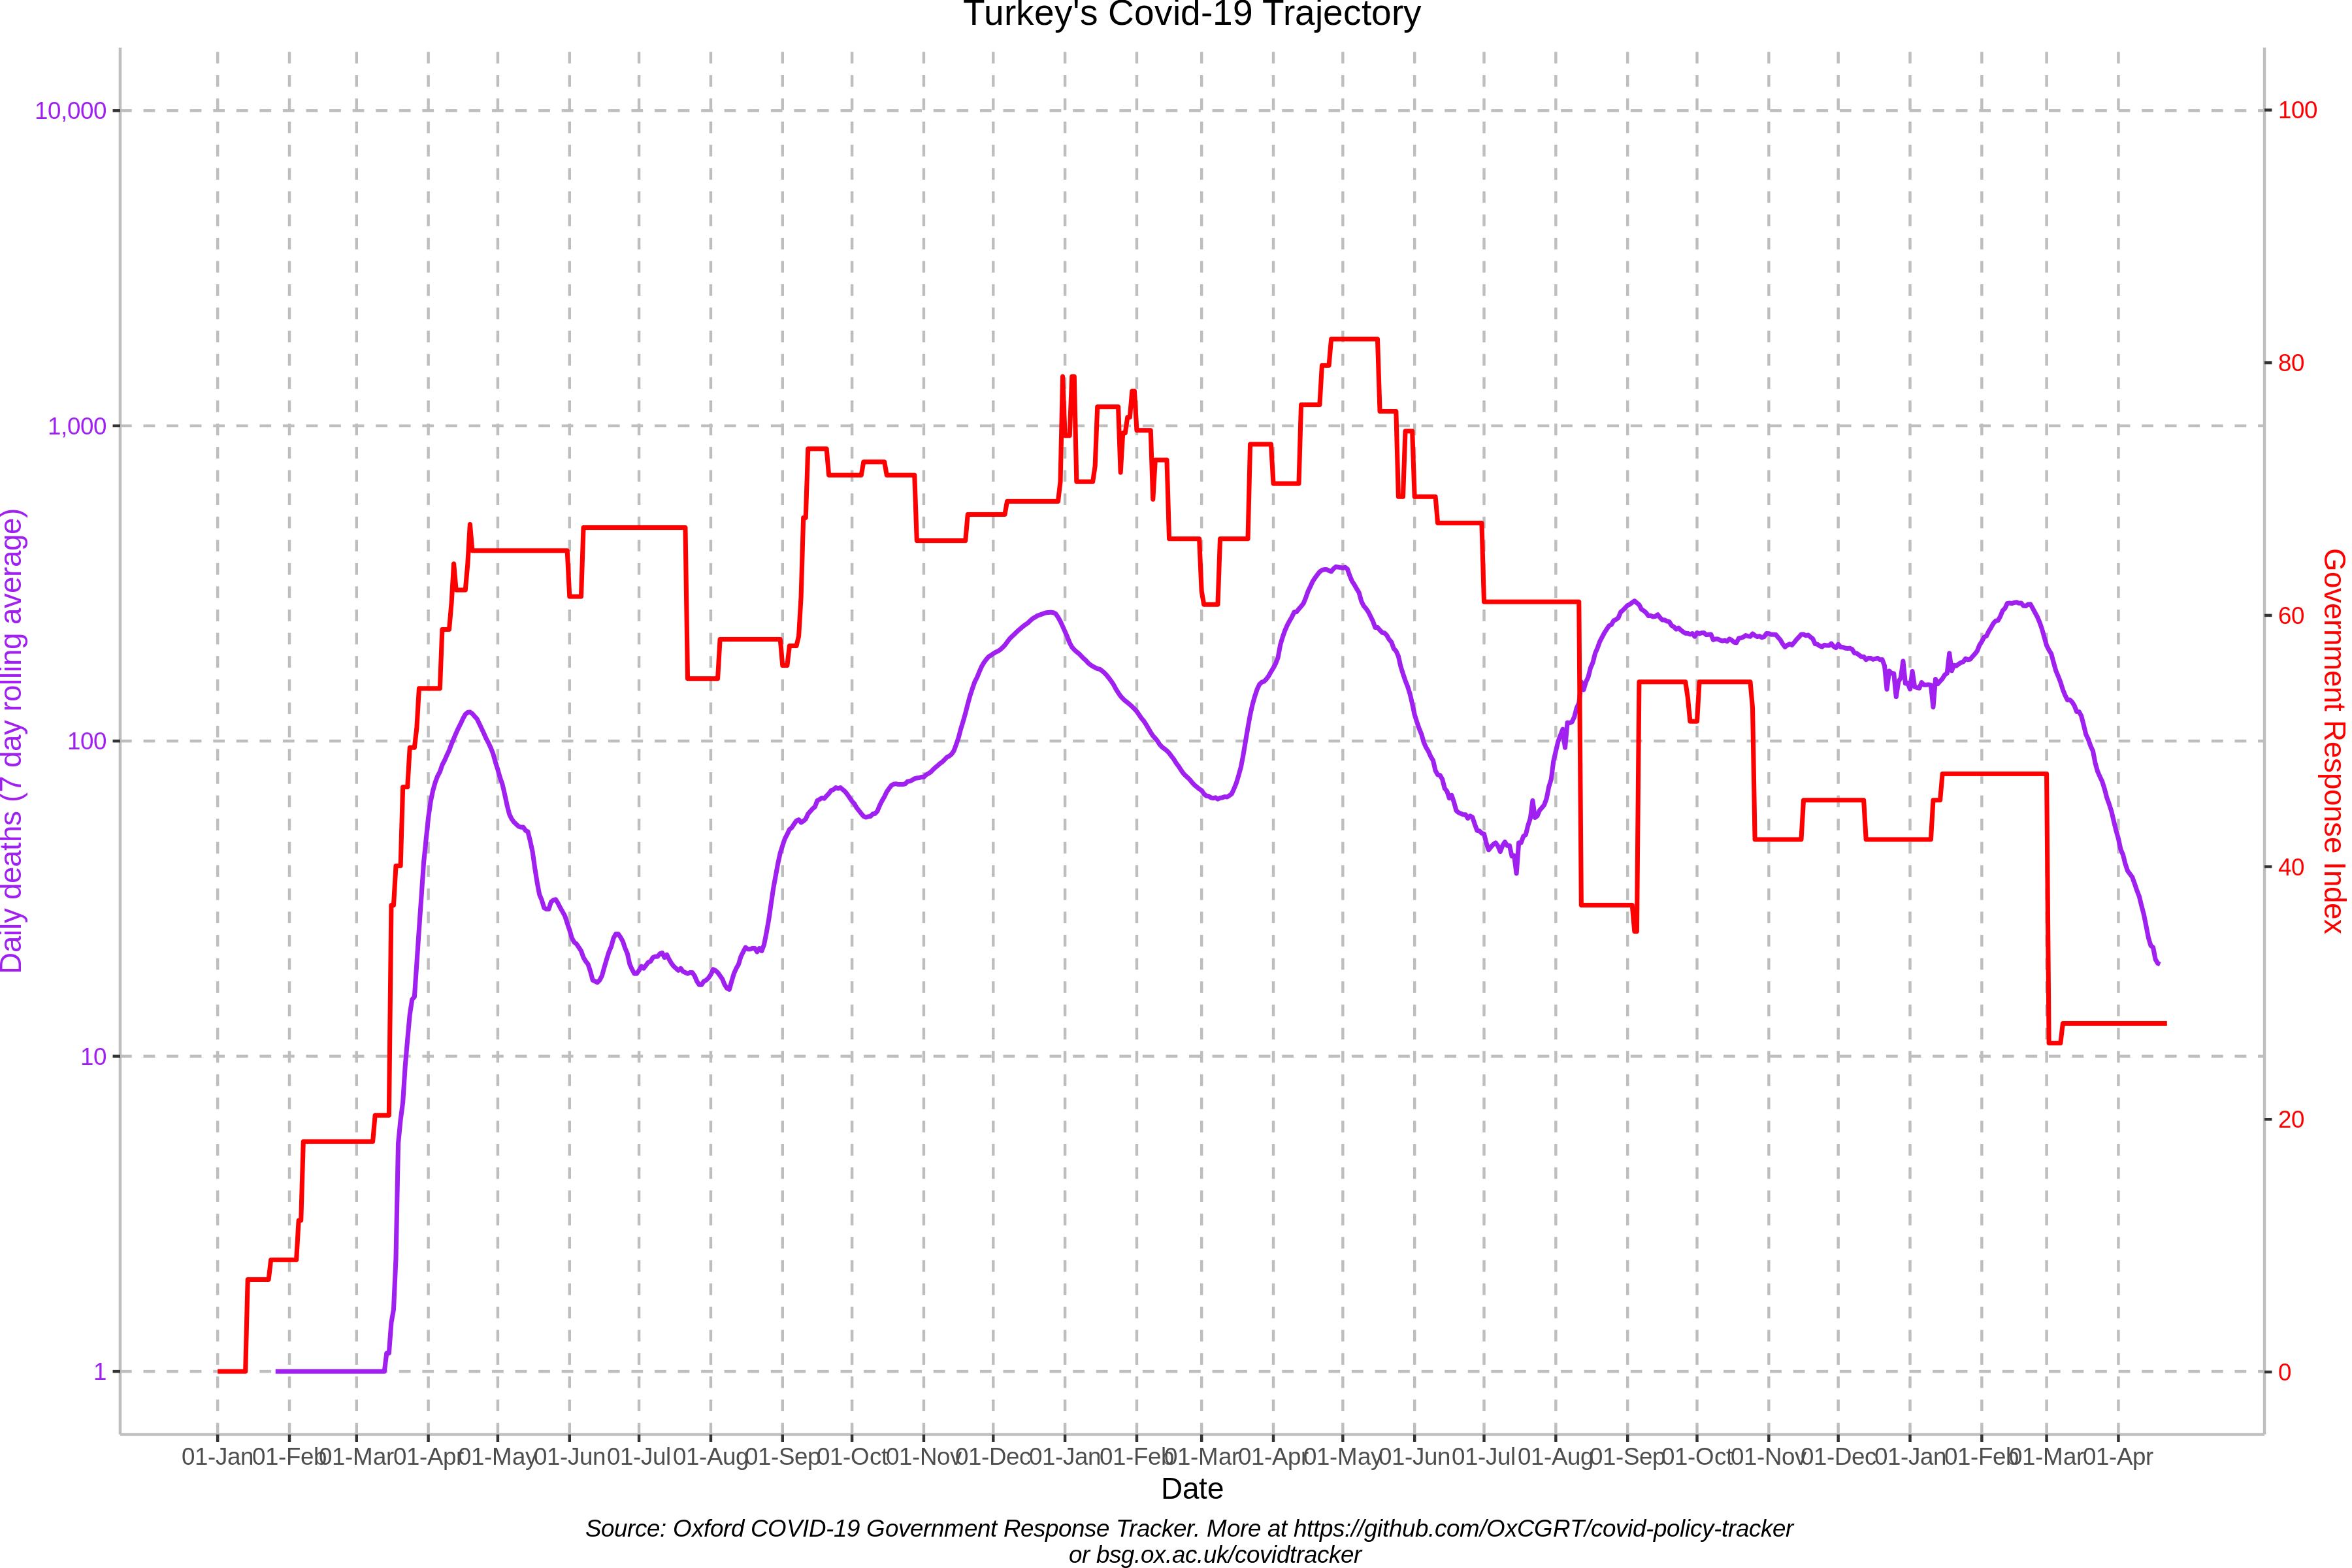 Turkey's Covid-19 Trajectory
10,000
1,000
100
10
1
Daily deaths (7 day rolling average)
100
80
60
40
20
0
Government Response Index
01-Jan 01-Feb 01-Mar 01-Apr 01-May 01-Jun 01-Jul 01-Aug 01-Sep 01-Oct 01-Nov 01-Dec 01-Jan 01-Feb 01-Mar 01-Apr 01-May 01-Jun 01-Jul 01-Aug 01-Sep 01-Oct 01-Nov 01-Dec 01-Jan 01-Feb 01-Mar 01-Apr
Date
Source: Oxford COVID-19 Government Response Tracker. More at https://github.com/OxCGRT/covid-policy-tracker
or bsg.ox.ac.uk/covidtracker